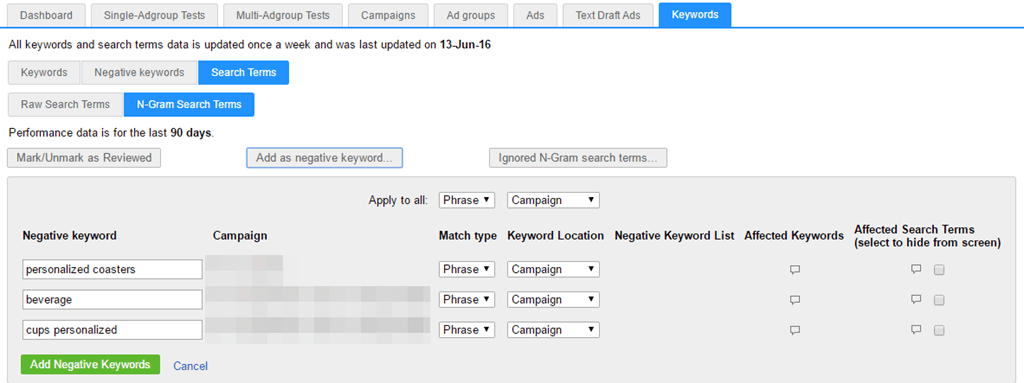 Dashboard Single-Adgroup Tests Multi-Adgroup Tests Campaigns Ad groups Ads Text Draft Ads Keywords
All keywords and search terms data is updated once a week and was last updated on 13-Jun-16
Keywords Negative keywords Search Terms
Raw Search Terms N-Gram Search Terms
Performance data is for the last 90 days.
Mark/Unmark as Reviewed Add as negative keyword... Ignored N-Gram search terms...
Apply to all: Phrase Campaign
Negative keyword Campaign Match type Keyword Location Negative Keyword List Affected Keywords Affected Search Terms
(select to hide from screen)
personalized coasters Phrase Campaign
beverage Phrase Campaign
cups personalized Phrase Campaign
Add Negative Keywords Cancel